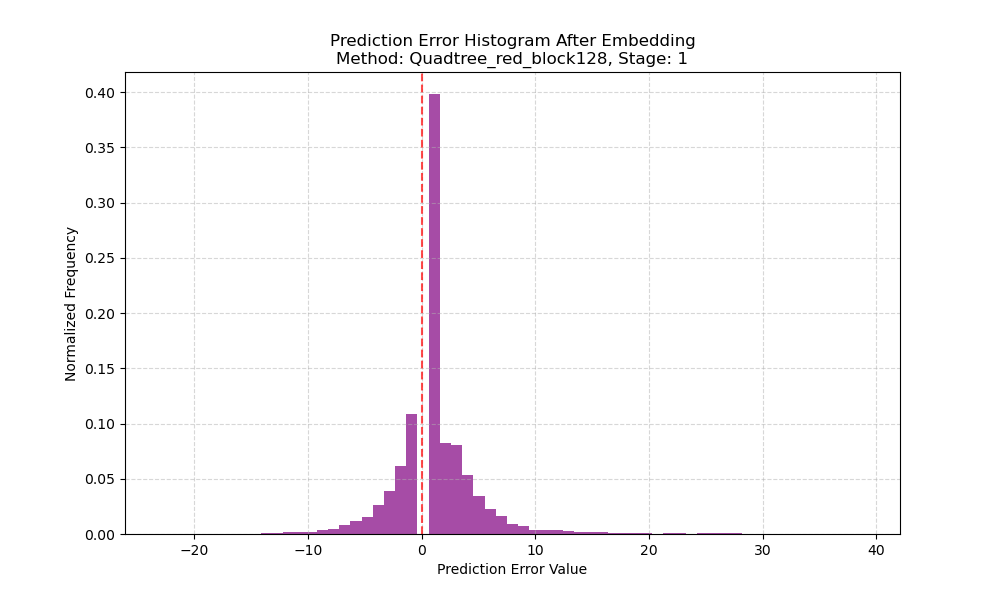 Prediction Error Histogram After Embedding
Method: Quadtree_red_block128, Stage: 1
0.40
0.35
0.30
0.25
0.20
0.15
0.10
0.05
0.00
Normalized Frequency
−20 −10 0 10 20 30 40
Prediction Error Value